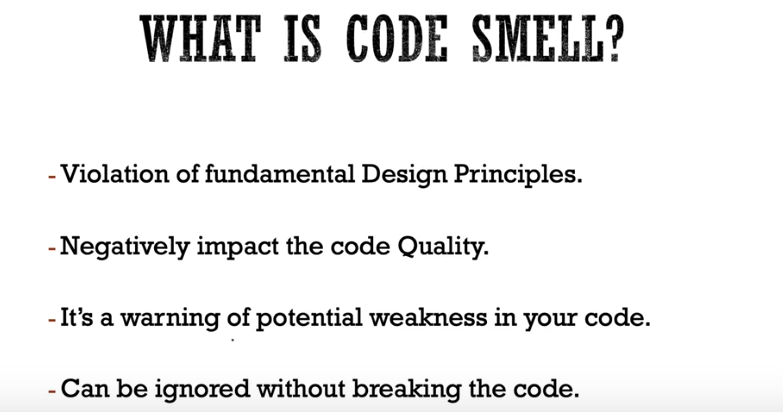 WHAT IS CODE SMELL?
- Violation of fundamental Design Principles.
- Negatively impact the code Quality.
- It's a warning of potential weakness in your code.
- Can be ignored without breaking the code.